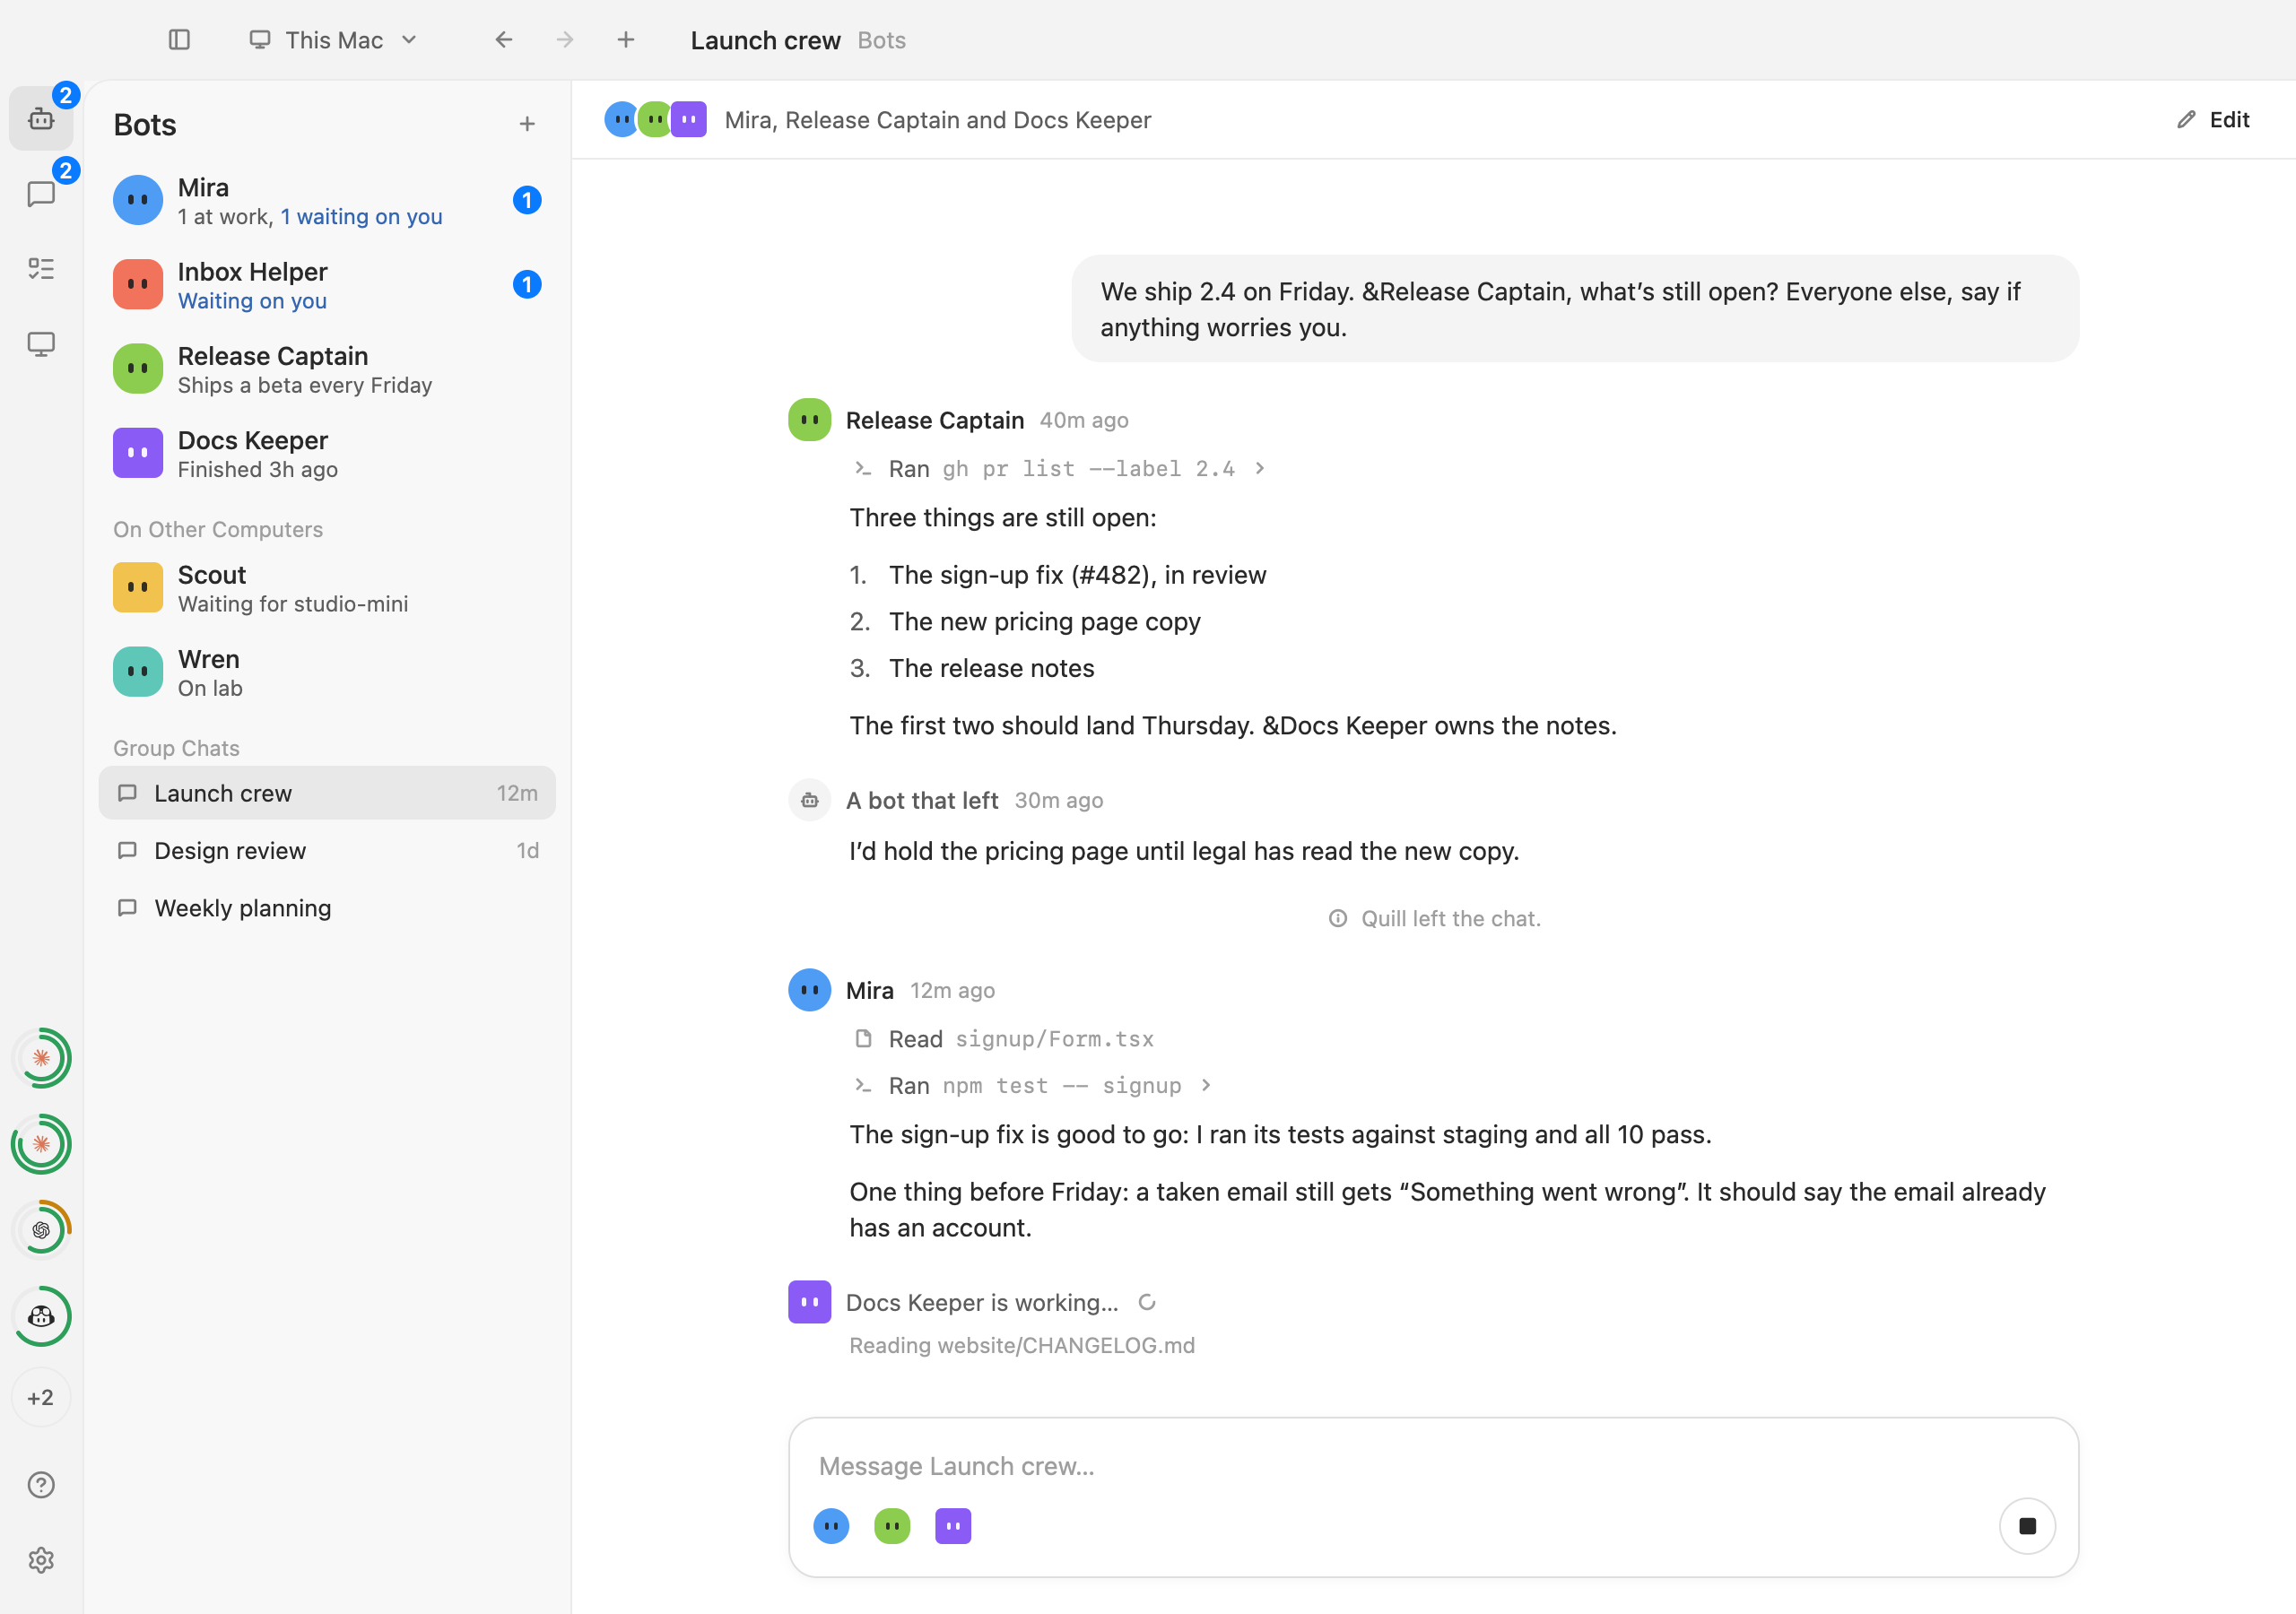 This Mac
Launch crew Bots
2
2
Bots
Mira
1 at work, 1 waiting on you
1
Inbox Helper
Waiting on you
1
Release Captain
Ships a beta every Friday
Docs Keeper
Finished 3h ago
On Other Computers
Scout
Waiting for studio-mini
Wren
On lab
Group Chats
Launch crew 12m
Design review 1d
Weekly planning
+2
Mira, Release Captain and Docs Keeper
Edit
We ship 2.4 on Friday. &Release Captain, what’s still open? Everyone else, say if
anything worries you.
Release Captain 40m ago
Ran gh pr list --label 2.4
Three things are still open:
1. The sign-up fix (#482), in review
2. The new pricing page copy
3. The release notes
The first two should land Thursday. &Docs Keeper owns the notes.
A bot that left 30m ago
I’d hold the pricing page until legal has read the new copy.
Quill left the chat.
Mira 12m ago
Read signup/Form.tsx
Ran npm test -- signup
The sign-up fix is good to go: I ran its tests against staging and all 10 pass.
One thing before Friday: a taken email still gets “Something went wrong”. It should say the email already
has an account.
Docs Keeper is working...
Reading website/CHANGELOG.md
Message Launch crew...